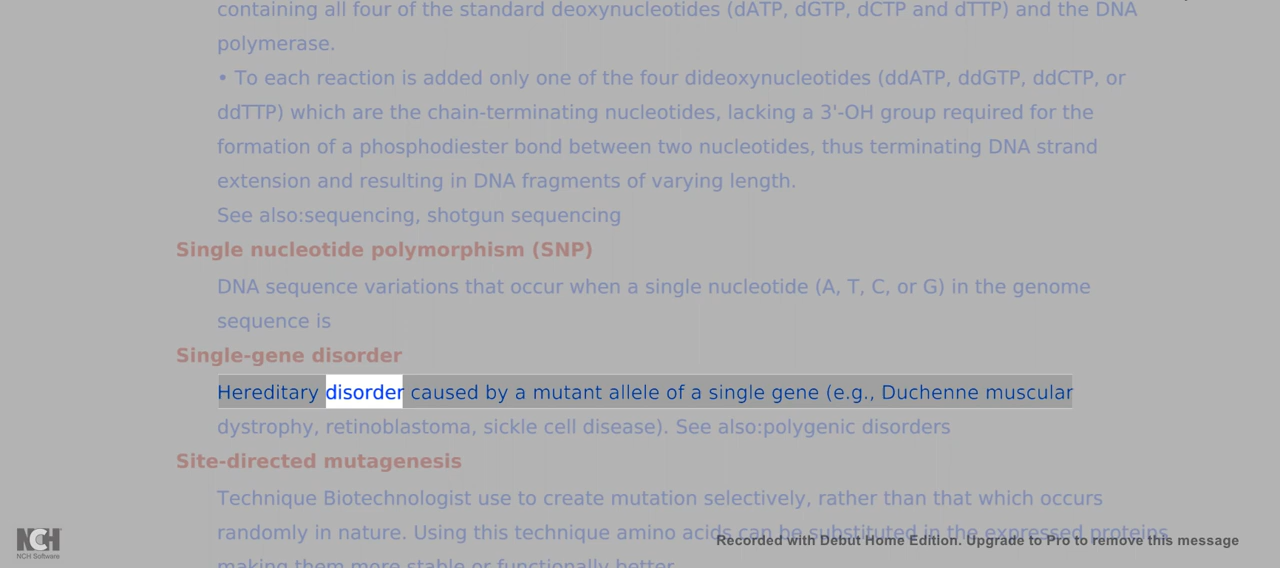 containing all four of the standard deoxynucleotides (dATP, dGTP, dCTP and dTTP) and the DNA
polymerase.
• To each reaction is added only one of the four dideoxynucleotides (ddATP, ddGTP, ddCTP, or
ddTTP) which are the chain-terminating nucleotides, lacking a 3'-OH group required for the
formation of a phosphodiester bond between two nucleotides, thus terminating DNA strand
extension and resulting in DNA fragments of varying length.
See also:sequencing, shotgun sequencing
Single nucleotide polymorphism (SNP)
DNA sequence variations that occur when a single nucleotide (A, T, C, or G) in the genome
sequence is
Single-gene disorder
Hereditary disorder caused by a mutant allele of a single gene (e.g., Duchenne muscular
dystrophy, retinoblastoma, sickle cell disease). See also:polygenic disorders
Site-directed mutagenesis
Technique Biotechnologist use to create mutation selectively, rather than that which occurs
randomly in nature. Using this technique amino acids can be substituted in the expressed proteins
making them more stable or functionally better
NCH
NCH Software
Recorded with Debut Home Edition. Upgrade to Pro to remove this message